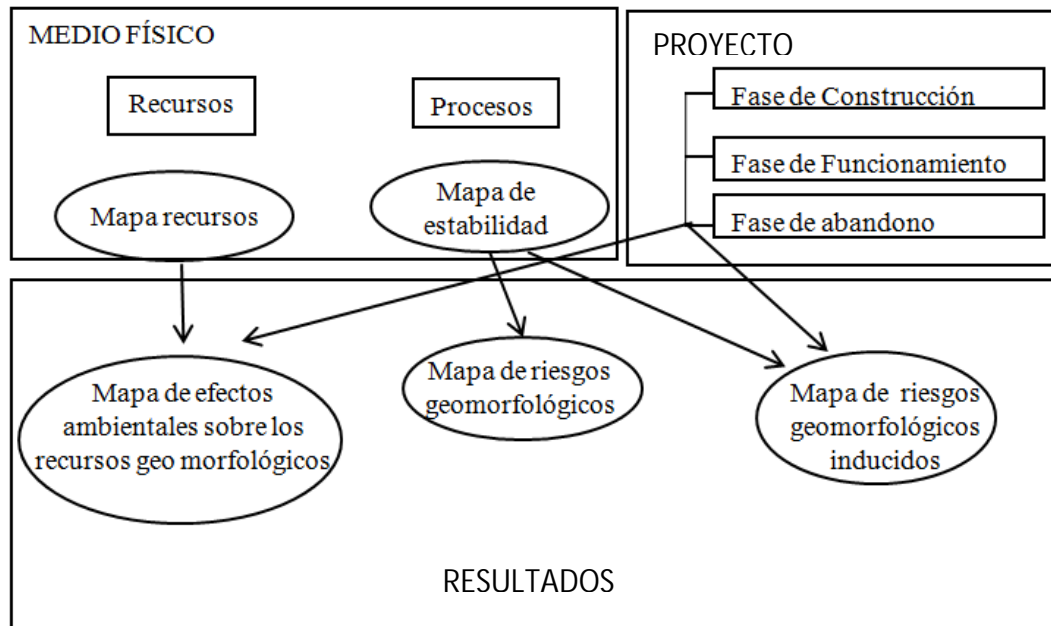 MEDIO FÍSICO
Recursos
Procesos
Mapa recursos
Mapa de
estabilidad
PROYECTO
Fase de Construcción
Fase de Funcionamiento
Fase de abandono
Mapa de efectos
ambientales sobre los
recursos geo morfológicos
Mapa de riesgos
geomorfológicos
Mapa de riesgos
geomorfológicos
inducidos
RESULTADOS